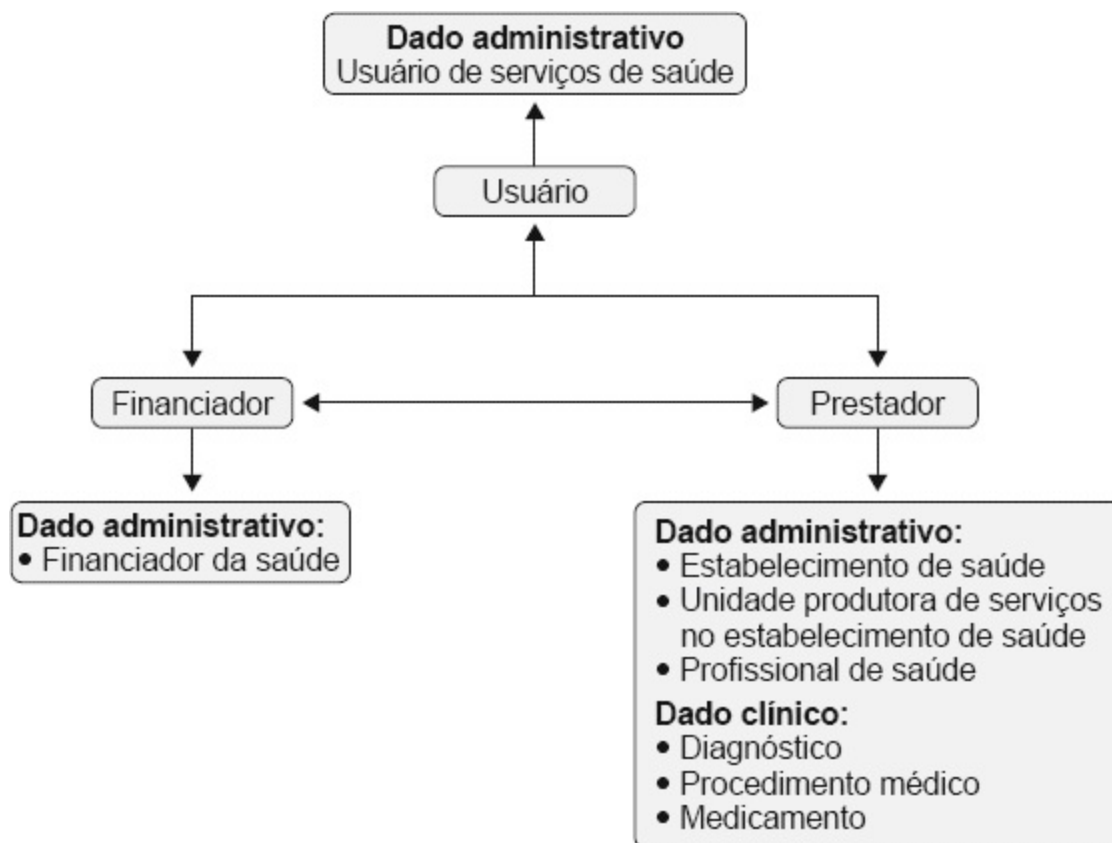 Dado administrativo
Usuário de serviços de saúde
Usuário
Financiador
Prestador
Dado administrativo:
• Financiador da saúde
Dado administrativo:
• Estabelecimento de saúde
• Unidade produtora de serviços
no estabelecimento de saúde
• Profissional de saúde
Dado clínico:
• Diagnóstico
• Procedimento médico
• Medicamento